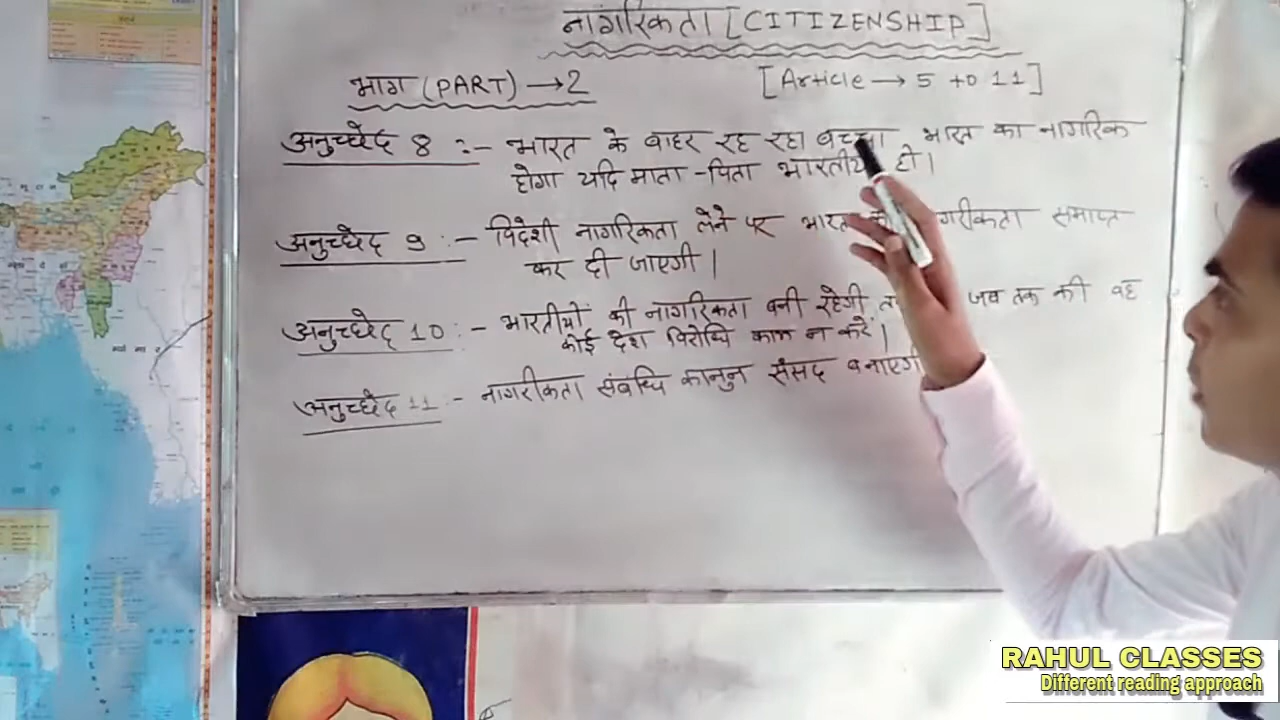 नागरिकता [CITIZENSHIP]
भाग (PART) → 2
[Article → 5 to 11]
अनुच्छेद 8 :- भारत के बाहर रह रहा बच्चा भारत का नागरिक
होगा यदि माता-पिता भारतीय हो।
अनुच्छेद 9 :- विदेशी नागरिकता लेने पर भारत की नागरीकता समाप्त
कर दी जाएगी।
अनुच्छेद 10 :- भारतीयों की नागरिकता बनी रहेगी जब तक की वह
कोई देश विरोधि काम न करे।
अनुच्छेद 11 :- नागरीकता संबधि कानुन संसद बनाएगी
RAHUL CLASSES
Different reading approach